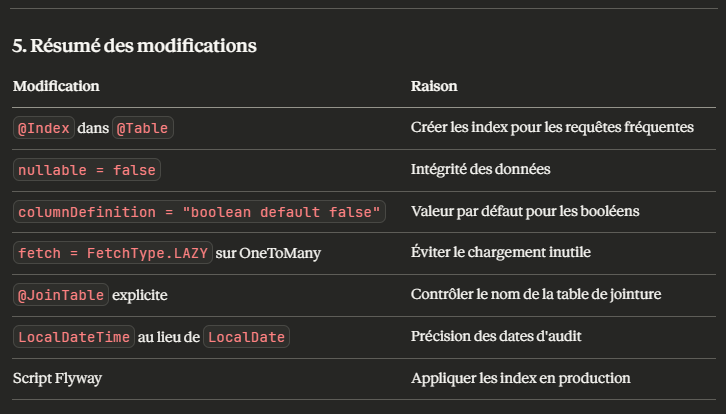 5. Résumé des modifications
Modification Raison
@Index dans @Table Créer les index pour les requêtes fréquentes
nullable = false Intégrité des données
columnDefinition = "boolean default false" Valeur par défaut pour les booléens
fetch = FetchType.LAZY sur OneToMany Éviter le chargement inutile
@JoinTable explicite Contrôler le nom de la table de jointure
LocalDateTime au lieu de LocalDate Précision des dates d'audit
Script Flyway Appliquer les index en production